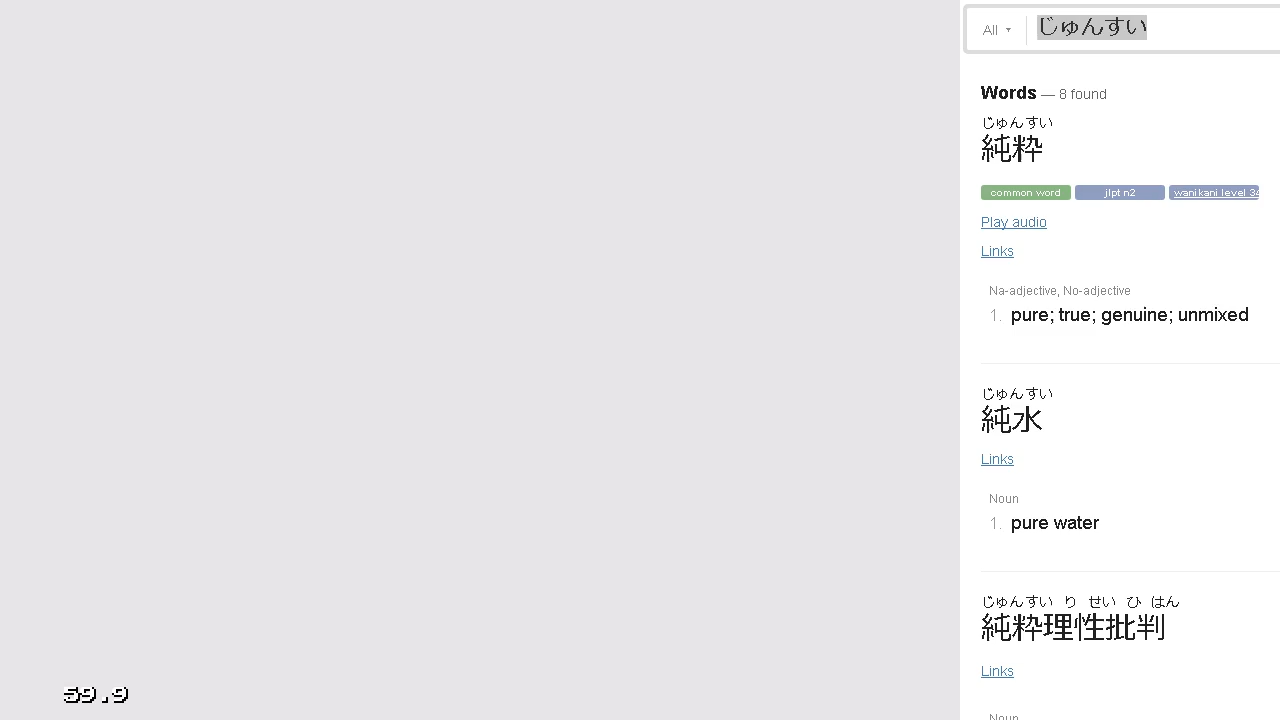 All ▾ じゅんすい
Words — 8 found
じゅんすい
純粋
common word jlpt n2 wanikani level 34
Play audio
Links
Na-adjective, No-adjective
1. pure; true; genuine; unmixed
じゅんすい
純水
Links
Noun
1. pure water
じゅんすい り せい ひ はん
純粋理性批判
Links
Noun
59.9